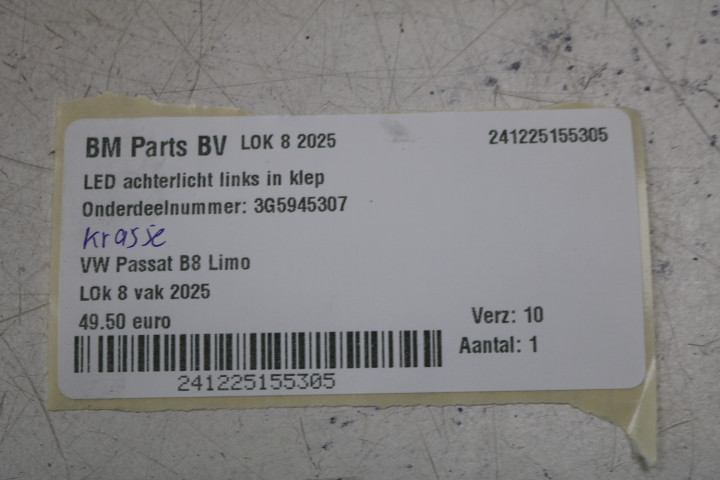 BM Parts BV LOK 8 2025 241225155305
LED achterlicht links in klep
Onderdeelnummer: 3G5945307
krasje
VW Passat B8 Limo
LOk 8 vak 2025
49.50 euro Verz: 10
Aantal: 1
241225155305